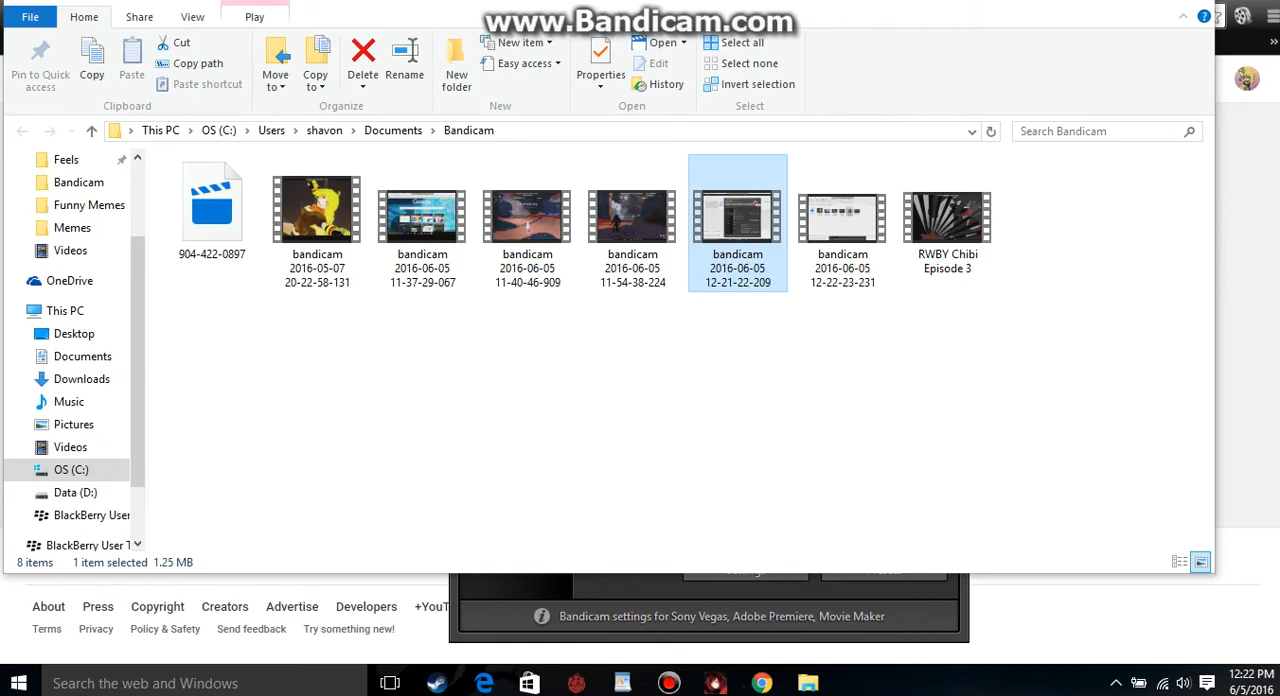 www.Bandicam.com
File
Home
Share
View
Play
Pin to Quick access
Copy
Paste
Cut
Copy path
Paste shortcut
Clipboard
Move to
Copy to
Delete
Rename
Organize
New folder
New item
Easy access
New
Properties
Open
Edit
History
Open
Select all
Select none
Invert selection
Select
This PC > OS (C:) > Users > shavon > Documents > Bandicam
Search Bandicam
Feels
Bandicam
Funny Memes
Memes
Videos
OneDrive
This PC
Desktop
Documents
Downloads
Music
Pictures
Videos
OS (C:)
Data (D:)
BlackBerry User
BlackBerry User T
904-422-0897
bandicam
2016-05-07
20-22-58-131
bandicam
2016-06-05
11-37-29-067
bandicam
2016-06-05
11-40-46-909
bandicam
2016-06-05
11-54-38-224
bandicam
2016-06-05
12-21-22-209
bandicam
2016-06-05
12-22-23-231
RWBY Chibi
Episode 3
8 items 1 item selected 1.25 MB
About Press Copyright Creators Advertise Developers +YouT
Terms Privacy Policy & Safety Send feedback Try something new!
Bandicam settings for Sony Vegas, Adobe Premiere, Movie Maker
Search the web and Windows
12:22 PM
6/5/2016